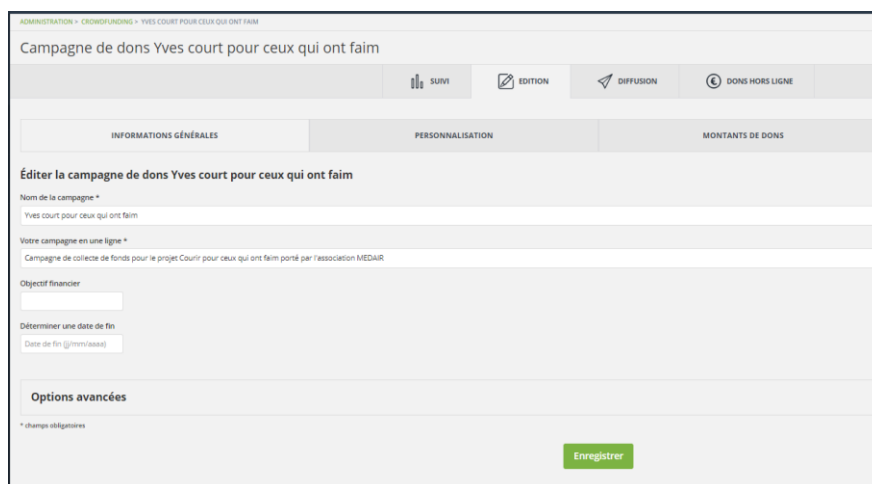 ADMINISTRATION > CROWDFUNDING > YVES COURT POUR CEUX QUI ONT FAIM
Campagne de dons Yves court pour ceux qui ont faim
SUIVI EDITION DIFFUSION DONS HORS LIGNE
INFORMATIONS GÉNÉRALES PERSONNALISATION MONTANTS DE DONS
Éditer la campagne de dons Yves court pour ceux qui ont faim
Nom de la campagne *
Yves court pour ceux qui ont faim
Votre campagne en une ligne *
Campagne de collecte de fonds pour le projet Courir pour ceux qui ont faim porté par l'association MEDAIR
Objectif financier
Déterminer une date de fin
Date de fin (jj/mm/aaaa)
Options avancées
* champs obligatoires
Enregistrer